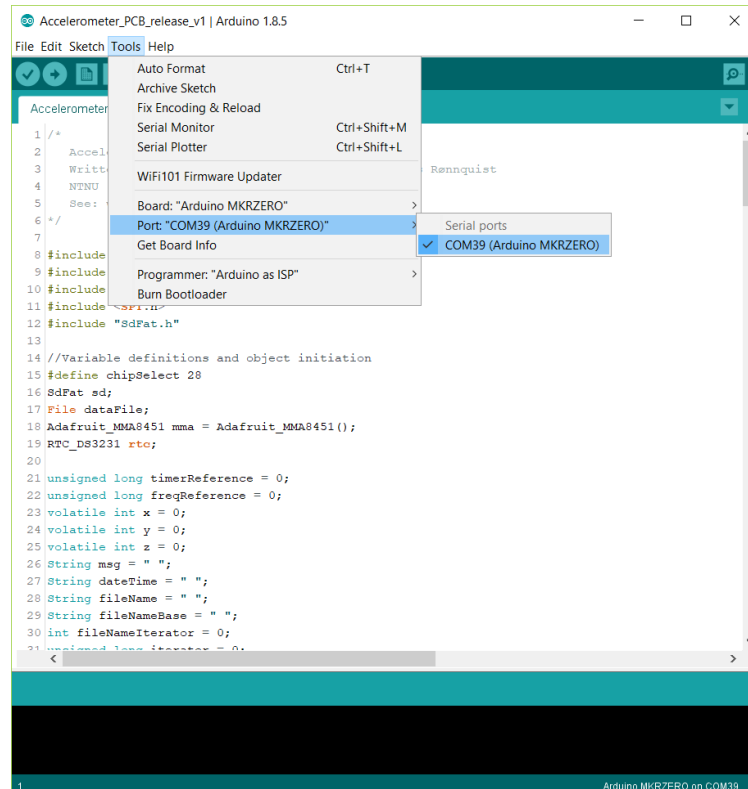 Accelerometer_PCB_release_v1 | Arduino 1.8.5
File Edit Sketch Tools Help
Auto Format Ctrl+T
Archive Sketch
Fix Encoding & Reload
Serial Monitor Ctrl+Shift+M
Serial Plotter Ctrl+Shift+L
WiFi101 Firmware Updater
Board: "Arduino MKRZERO"
Port: "COM39 (Arduino MKRZERO)"
Get Board Info
Programmer: "Arduino as ISP"
Burn Bootloader
Serial ports
COM39 (Arduino MKRZERO)
Accelerometer
1 /*
2 Accel
3 Writt Rønnquist
4 NTNU
5 See:
6 */
7
8 #include
9 #include
10 #include
11 #include <SPI.h>
12 #include "SdFat.h"
13
14 //Variable definitions and object initiation
15 #define chipSelect 28
16 SdFat sd;
17 File dataFile;
18 Adafruit_MMA8451 mma = Adafruit_MMA8451();
19 RTC_DS3231 rtc;
20
21 unsigned long timerReference = 0;
22 unsigned long freqReference = 0;
23 volatile int x = 0;
24 volatile int y = 0;
25 volatile int z = 0;
26 String msg = " ";
27 String dateTime = " ";
28 String fileName = " ";
29 String fileNameBase = " ";
30 int fileNameIterator = 0;
31 unsigned long iterator = 0;
1 Arduino MKRZERO on COM39